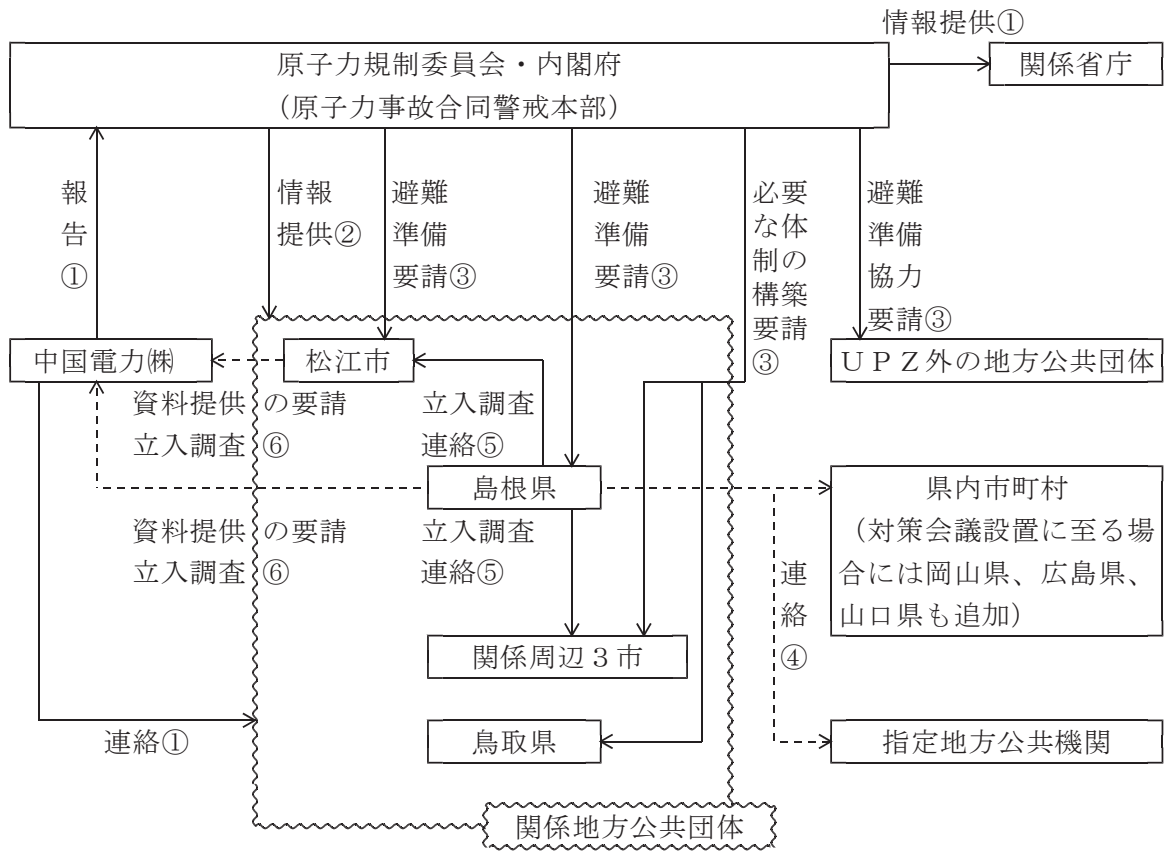 情報提供①
原子力規制委員会・内閣府
(原子力事故合同警戒本部)
関係省庁
報
告
①
情報
提供②
避難
準備
要請③
避難
準備
要請③
必要
な体
制の
構築
要請
③
避難
準備
協力
要請③
中国電力㈱
松江市
UPZ外の地方公共団体
資料提供の要請
立入調査⑥
立入調査
連絡⑤
島根県
県内市町村
(対策会議設置に至る場
合には岡山県、広島県、
山口県も追加)
資料提供の要請
立入調査⑥
立入調査
連絡⑤
連
絡
④
関係周辺3市
連絡①
鳥取県
指定地方公共機関
関係地方公共団体